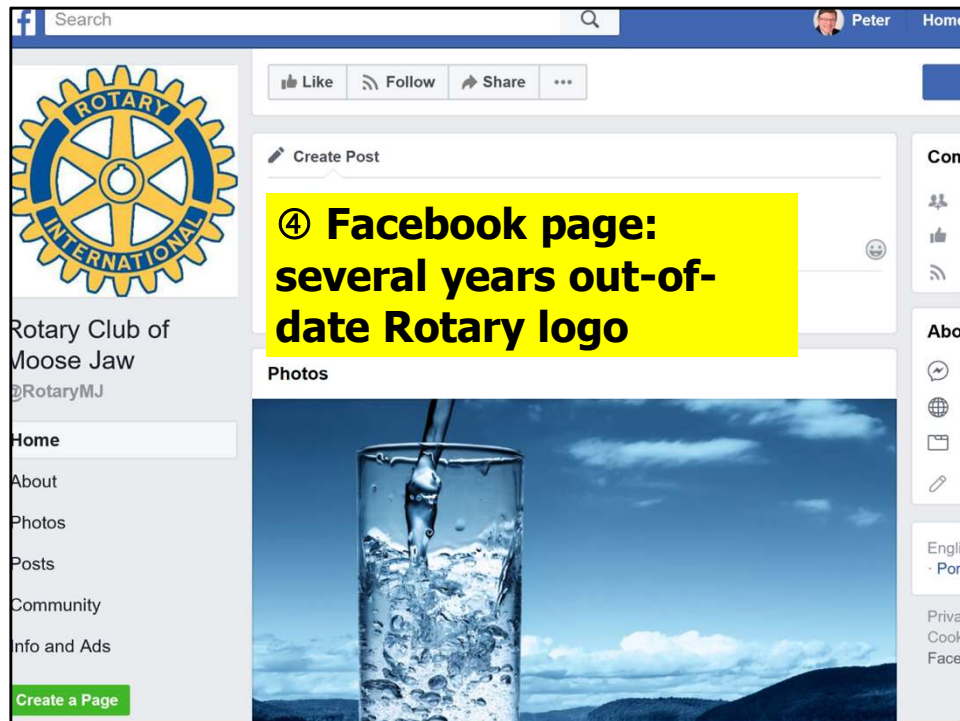 f
Search
Peter
Home
ROTARY
INTERNATIONAL
Like
Follow
Share
Create Post
④ Facebook page:
several years out-of-
date Rotary logo
Rotary Club of
Moose Jaw
@RotaryMJ
Photos
Home
About
Photos
Posts
Community
Info and Ads
Create a Page
Com
Abo
Engli
· Por
Priva
Cook
Face